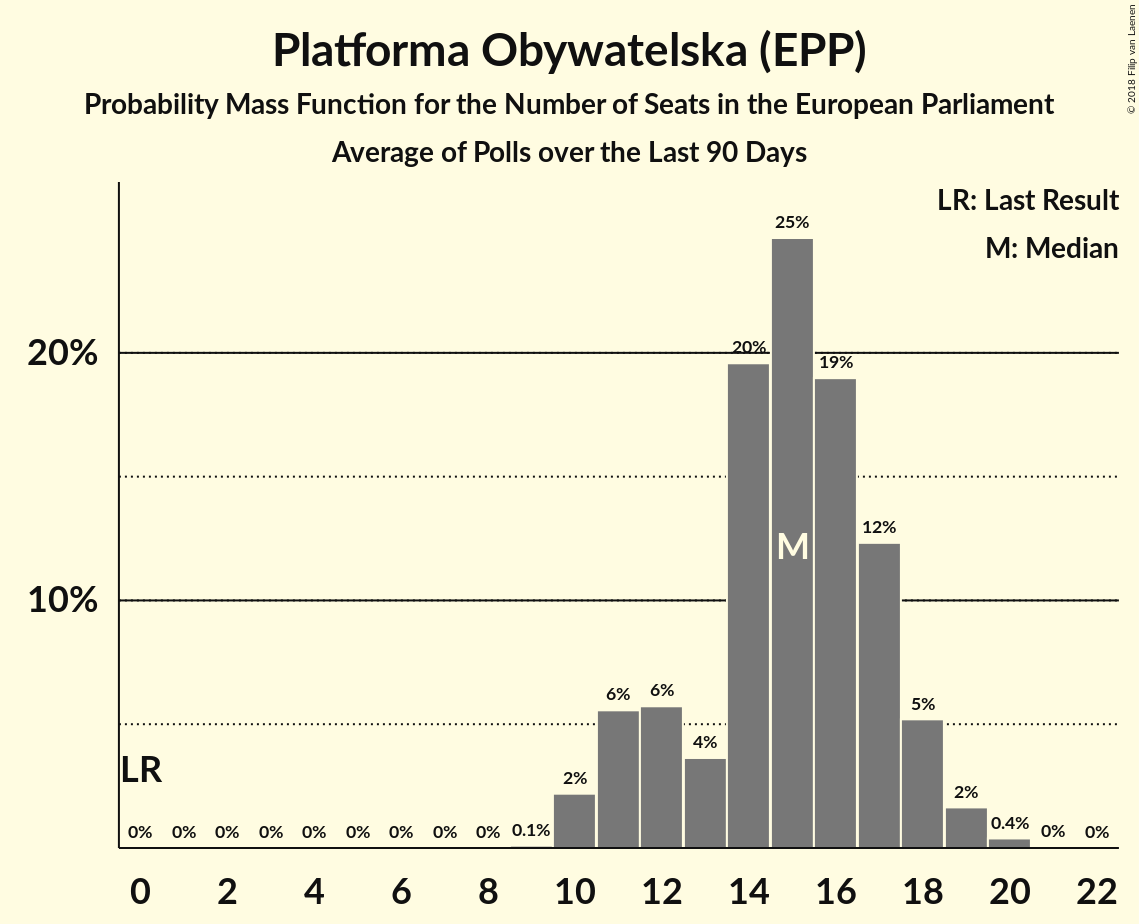 Platforma Obywatelska (EPP)
Probability Mass Function for the Number of Seats in the European Parliament
Average of Polls over the Last 90 Days
© 2018 Filip van Laenen
LR: Last Result
M: Median
25%
20%
20%
19%
12%
M
10%
6%
6%
5%
4%
LR
2%
2%
0%
0%
0%
0%
0%
0%
0%
0%
0%
0.1%
0.4%
0%
0%
0 2 4 6 8 10 12 14 16 18 20 22